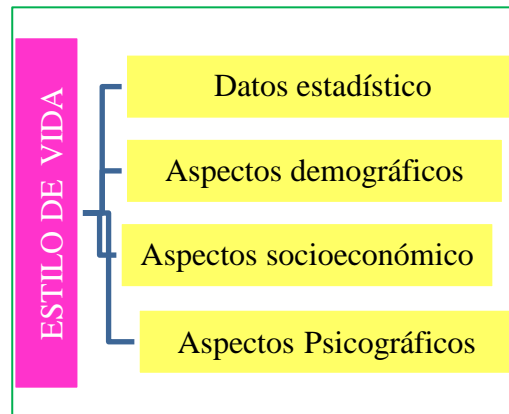 ESTILO DE VIDA
Datos estadístico
Aspectos demográficos
Aspectos socioeconómico
Aspectos Psicográficos